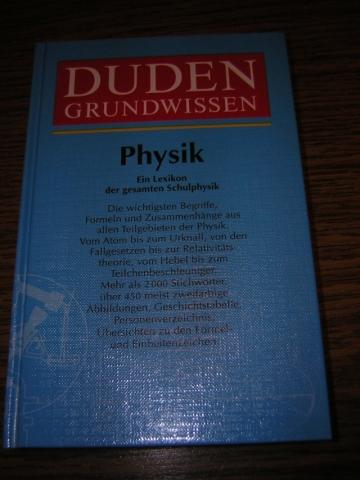 DUDEN
GRUNDWISSEN
Physik
Ein Lexikon
der gesamten Schulphysik
Die wichtigsten Begriffe,
Formeln und Zusammenhänge aus
allen Teilgebieten der Physik.
Vom Atom bis zum Urknall, von den
Fallgesetzen bis zur Relativitäts-
theorie, vom Hebel bis zum
Teilchenbeschleuniger.
Mehr als 2000 Stichwörter,
über 450 meist zweifarbige
Abbildungen, Geschichtstabelle,
Personenverzeichnis,
Übersichten zu den Formel-
und Einheitenzeichen.